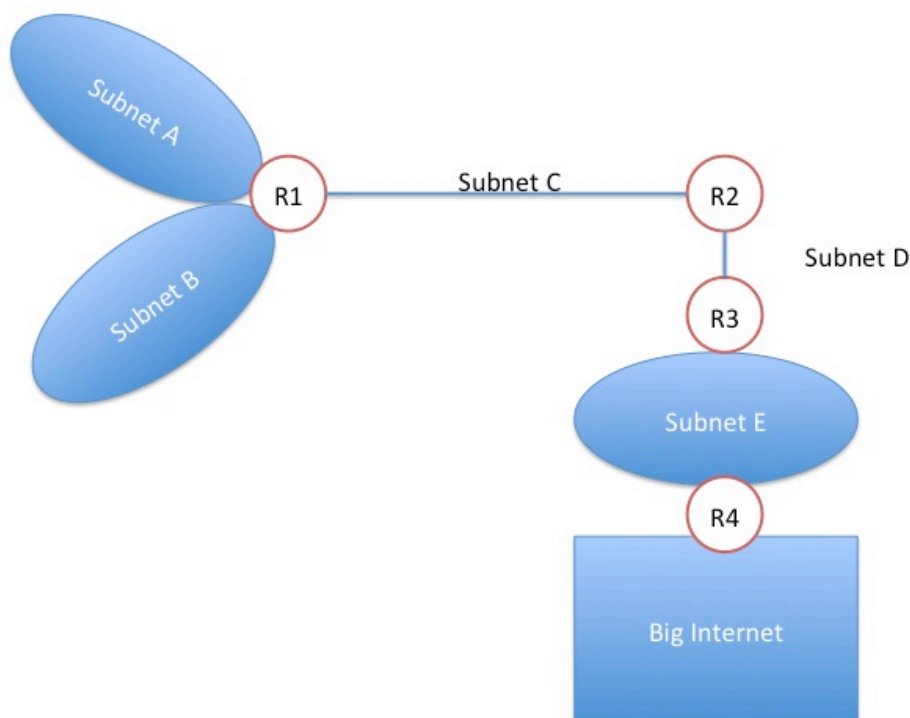 Subnet A
R1
Subnet C
R2
Subnet B
Subnet D
R3
Subnet E
R4
Big Internet